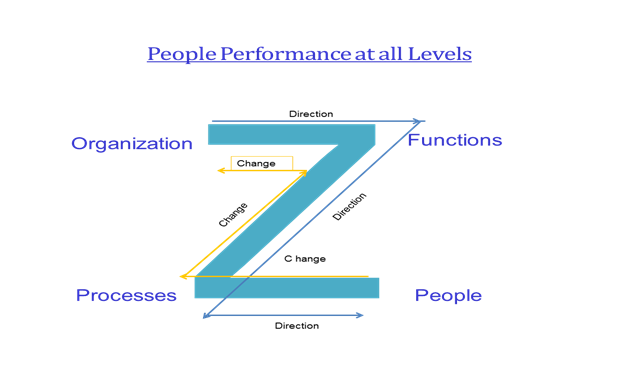 People Performance at all Levels
Direction
Organization
Functions
Change
Change
Direction
C hange
Processes
People
Direction